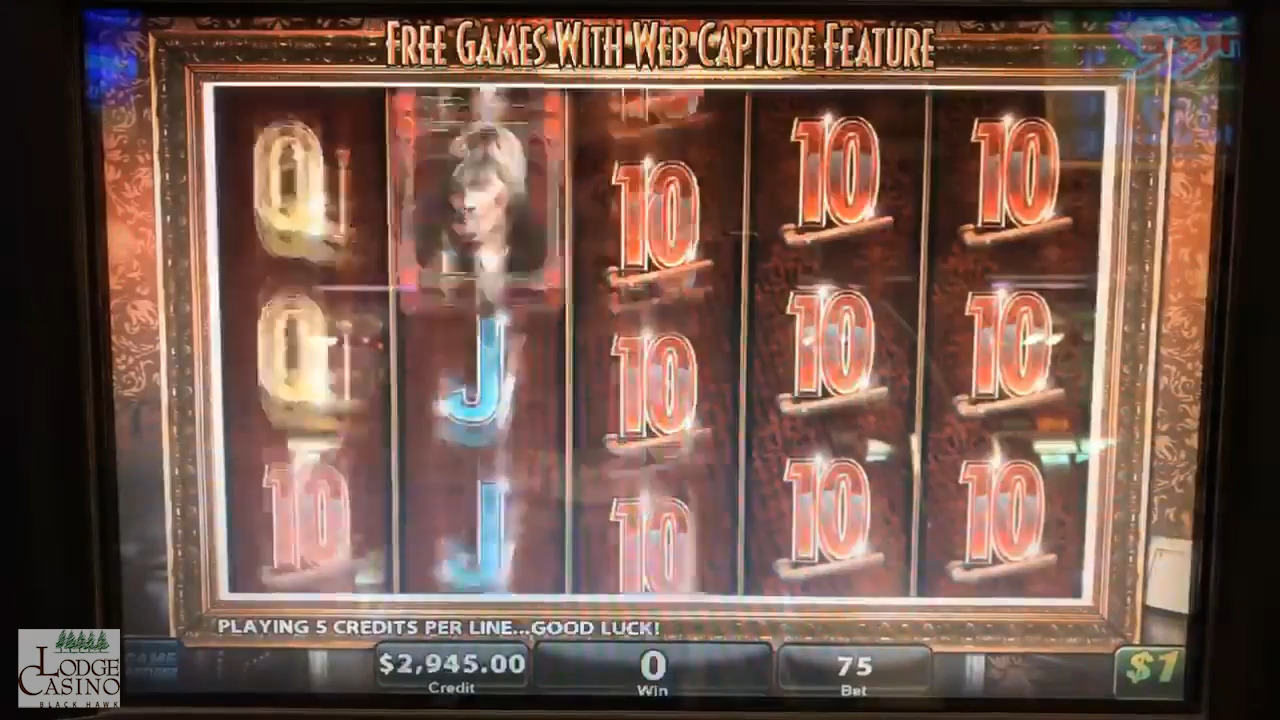 FREE GAMES WITH WEB CAPTURE FEATURE
Q
10
10
10
Q
J
10
10
10
10
J
10
10
10
PLAYING 5 CREDITS PER LINE...GOOD LUCK!
$2,945.00
Credit
0
Win
75
Bet
$1
LODGE
CASINO
BLACK HAWK